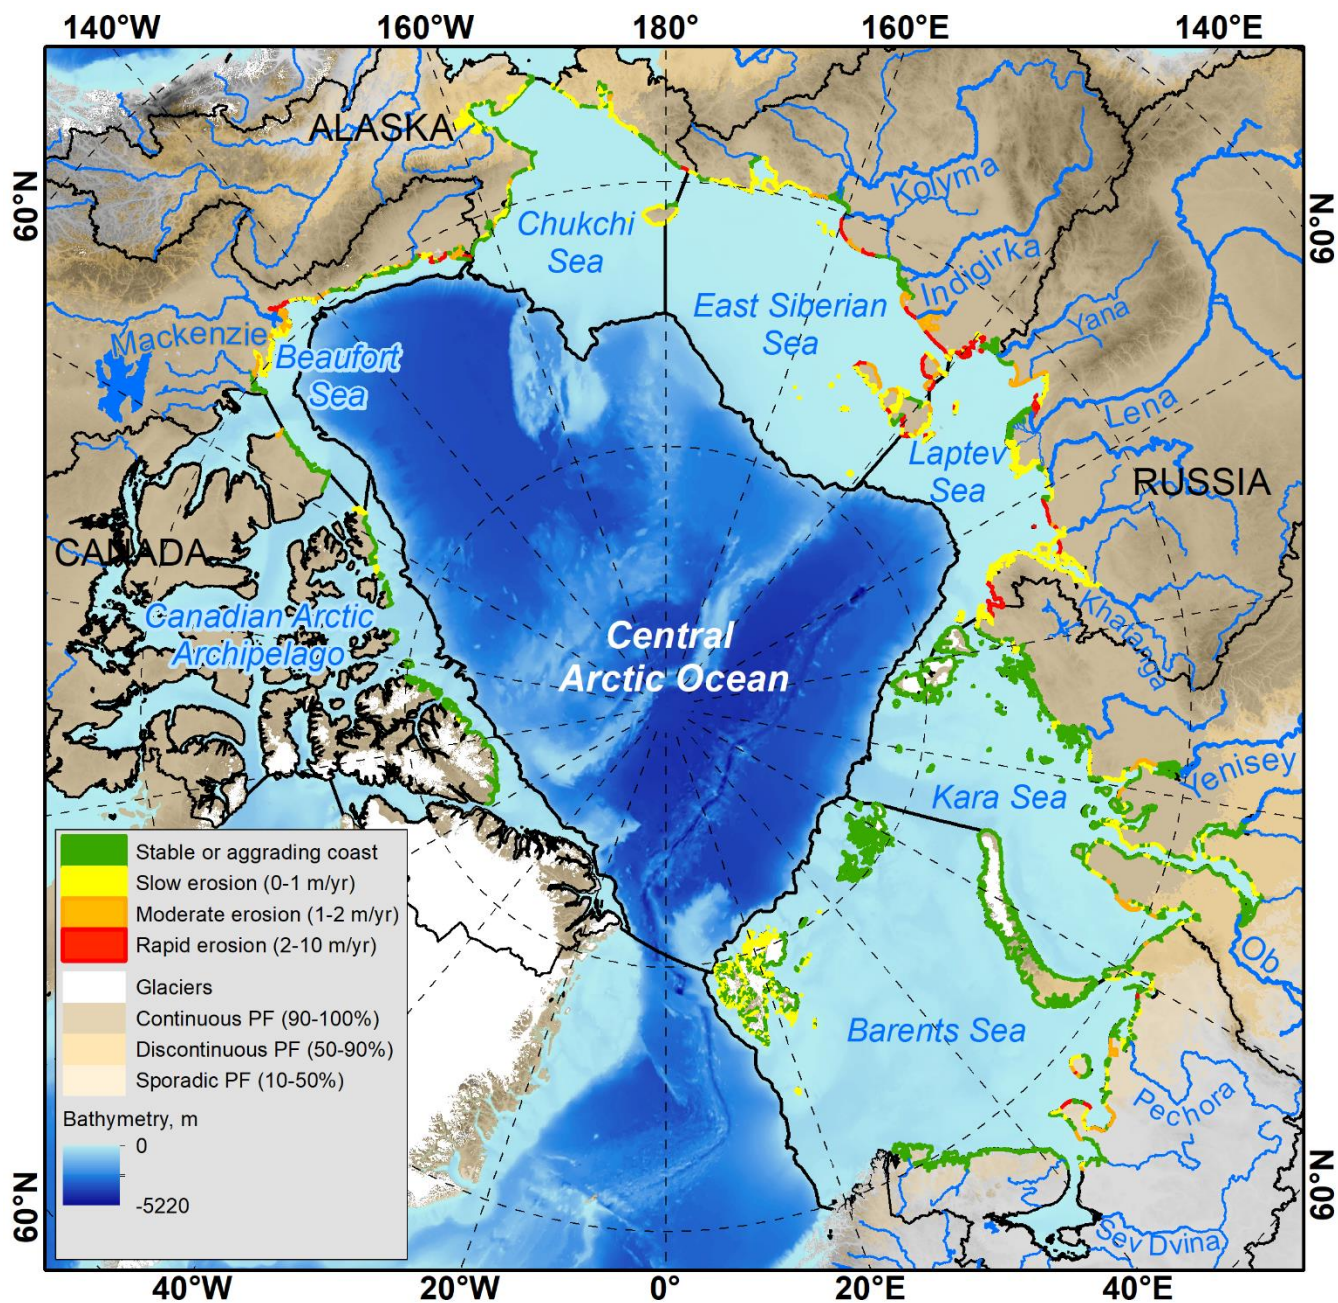 140°W
160°W
180°
160°E
140°E
60°N
60°N
ALASKA
Chukchi
Sea
Kolyma
Indigirka
East Siberian
Sea
Yana
Mackenzie
Beaufort
Sea
Lena
Laptev
Sea
RUSSIA
CANADA
Canadian Arctic
Archipelago
Central
Arctic Ocean
Khatanga
Yenisey
Kara Sea
Stable or aggrading coast
Slow erosion (0-1 m/yr)
Moderate erosion (1-2 m/yr)
Rapid erosion (2-10 m/yr)
Glaciers
Continuous PF (90-100%)
Discontinuous PF (50-90%)
Sporadic PF (10-50%)
Bathymetry, m
0
-5220
Ob
Barents Sea
Pechora
Sev Dvina
60°N
60°N
40°W
20°W
0°
20°E
40°E